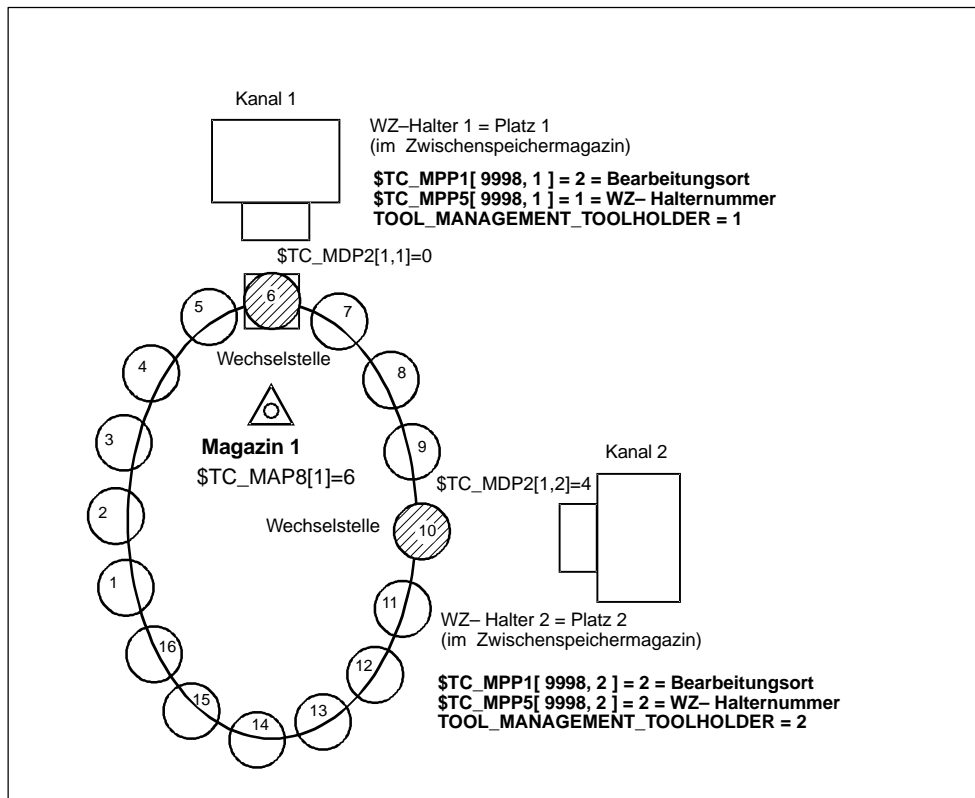 Kanal 1
WZ–Halter 1 = Platz 1
(im Zwischenspeichermagazin)
$TC_MPP1[ 9998, 1 ] = 2 = Bearbeitungsort
$TC_MPP5[ 9998, 1 ] = 1 = WZ– Halternummer
TOOL_MANAGEMENT_TOOLHOLDER = 1
$TC_MDP2[1,1]=0
6
5
7
Wechselstelle
4
8
3
Magazin 1
9
Kanal 2
$TC_MAP8[1]=6
$TC_MDP2[1,2]=4
2
Wechselstelle
10
1
11
WZ– Halter 2 = Platz 2
(im Zwischenspeichermagazin)
16
12
$TC_MPP1[ 9998, 2 ] = 2 = Bearbeitungsort
$TC_MPP5[ 9998, 2 ] = 2 = WZ– Halternummer
TOOL_MANAGEMENT_TOOLHOLDER = 2
15
14
13